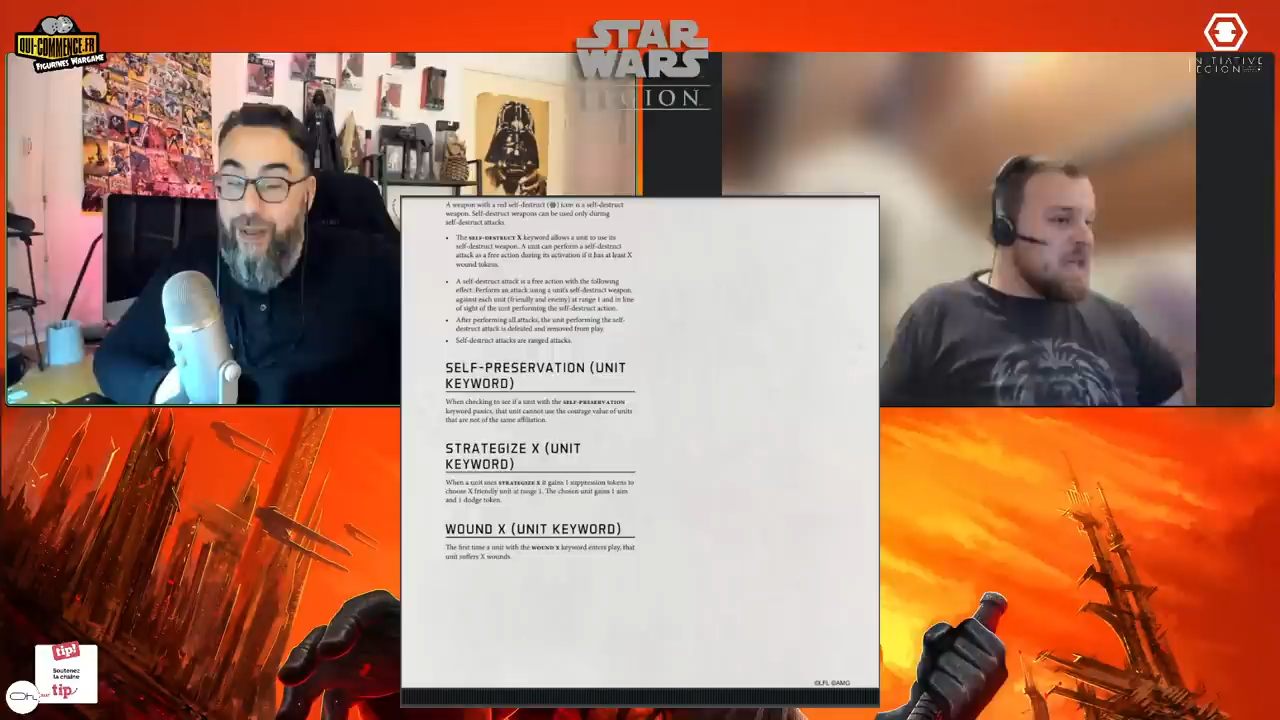 QUI-COMMENCE.FR
FIGURINES WARGAME
STAR
WARS
LEGION
INITIATIVE
LEGION
A weapon with a red self-destruct ( ) icon is a self-destruct
weapon. Self-destruct weapons can be used only during
self-destruct attacks.
• The SELF-DESTRUCT X keyword allows a unit to use its
self-destruct weapon. A unit can perform a self-destruct
attack as a free action during its activation if it has at least X
wound tokens.
• A self-destruct attack is a free action with the following
effect: Perform an attack using a unit's self-destruct weapon
against each unit (friendly and enemy) at range 1 and in line
of sight of the unit performing the self-destruct action.
• After performing all attacks, the unit performing the self-
destruct attack is defeated and removed from play.
• Self-destruct attacks are ranged attacks.
SELF-PRESERVATION (UNIT
KEYWORD)
When checking to see if a unit with the SELF-PRESERVATION
keyword panics, that unit cannot use the courage value of units
that are not of the same affiliation.
STRATEGIZE X (UNIT
KEYWORD)
When a unit uses STRATEGIZE X it gains 1 suppression tokens to
choose X friendly unit at range 1. The chosen unit gains 1 aim
and 1 dodge token.
WOUND X (UNIT KEYWORD)
The first time a unit with the WOUND X keyword enters play, that
unit suffers X wounds.
©LFL ©AMG
tip!
Soutenez
la chaîne
sur tip